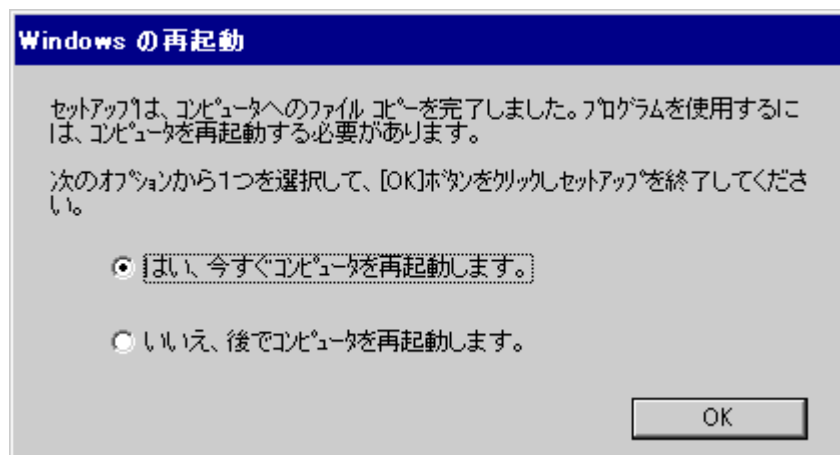 Windows の再起動
セットアップは、コンピュータへのファイル コピーを完了しました。プログラムを使用するに
は、コンピュータを再起動する必要があります。
次のオプションから1つを選択して、[OK]ボタンをクリックしセットアップを終了してくださ
い。
はい、今すぐコンピュータを再起動します。
いいえ、後でコンピュータを再起動します。
OK